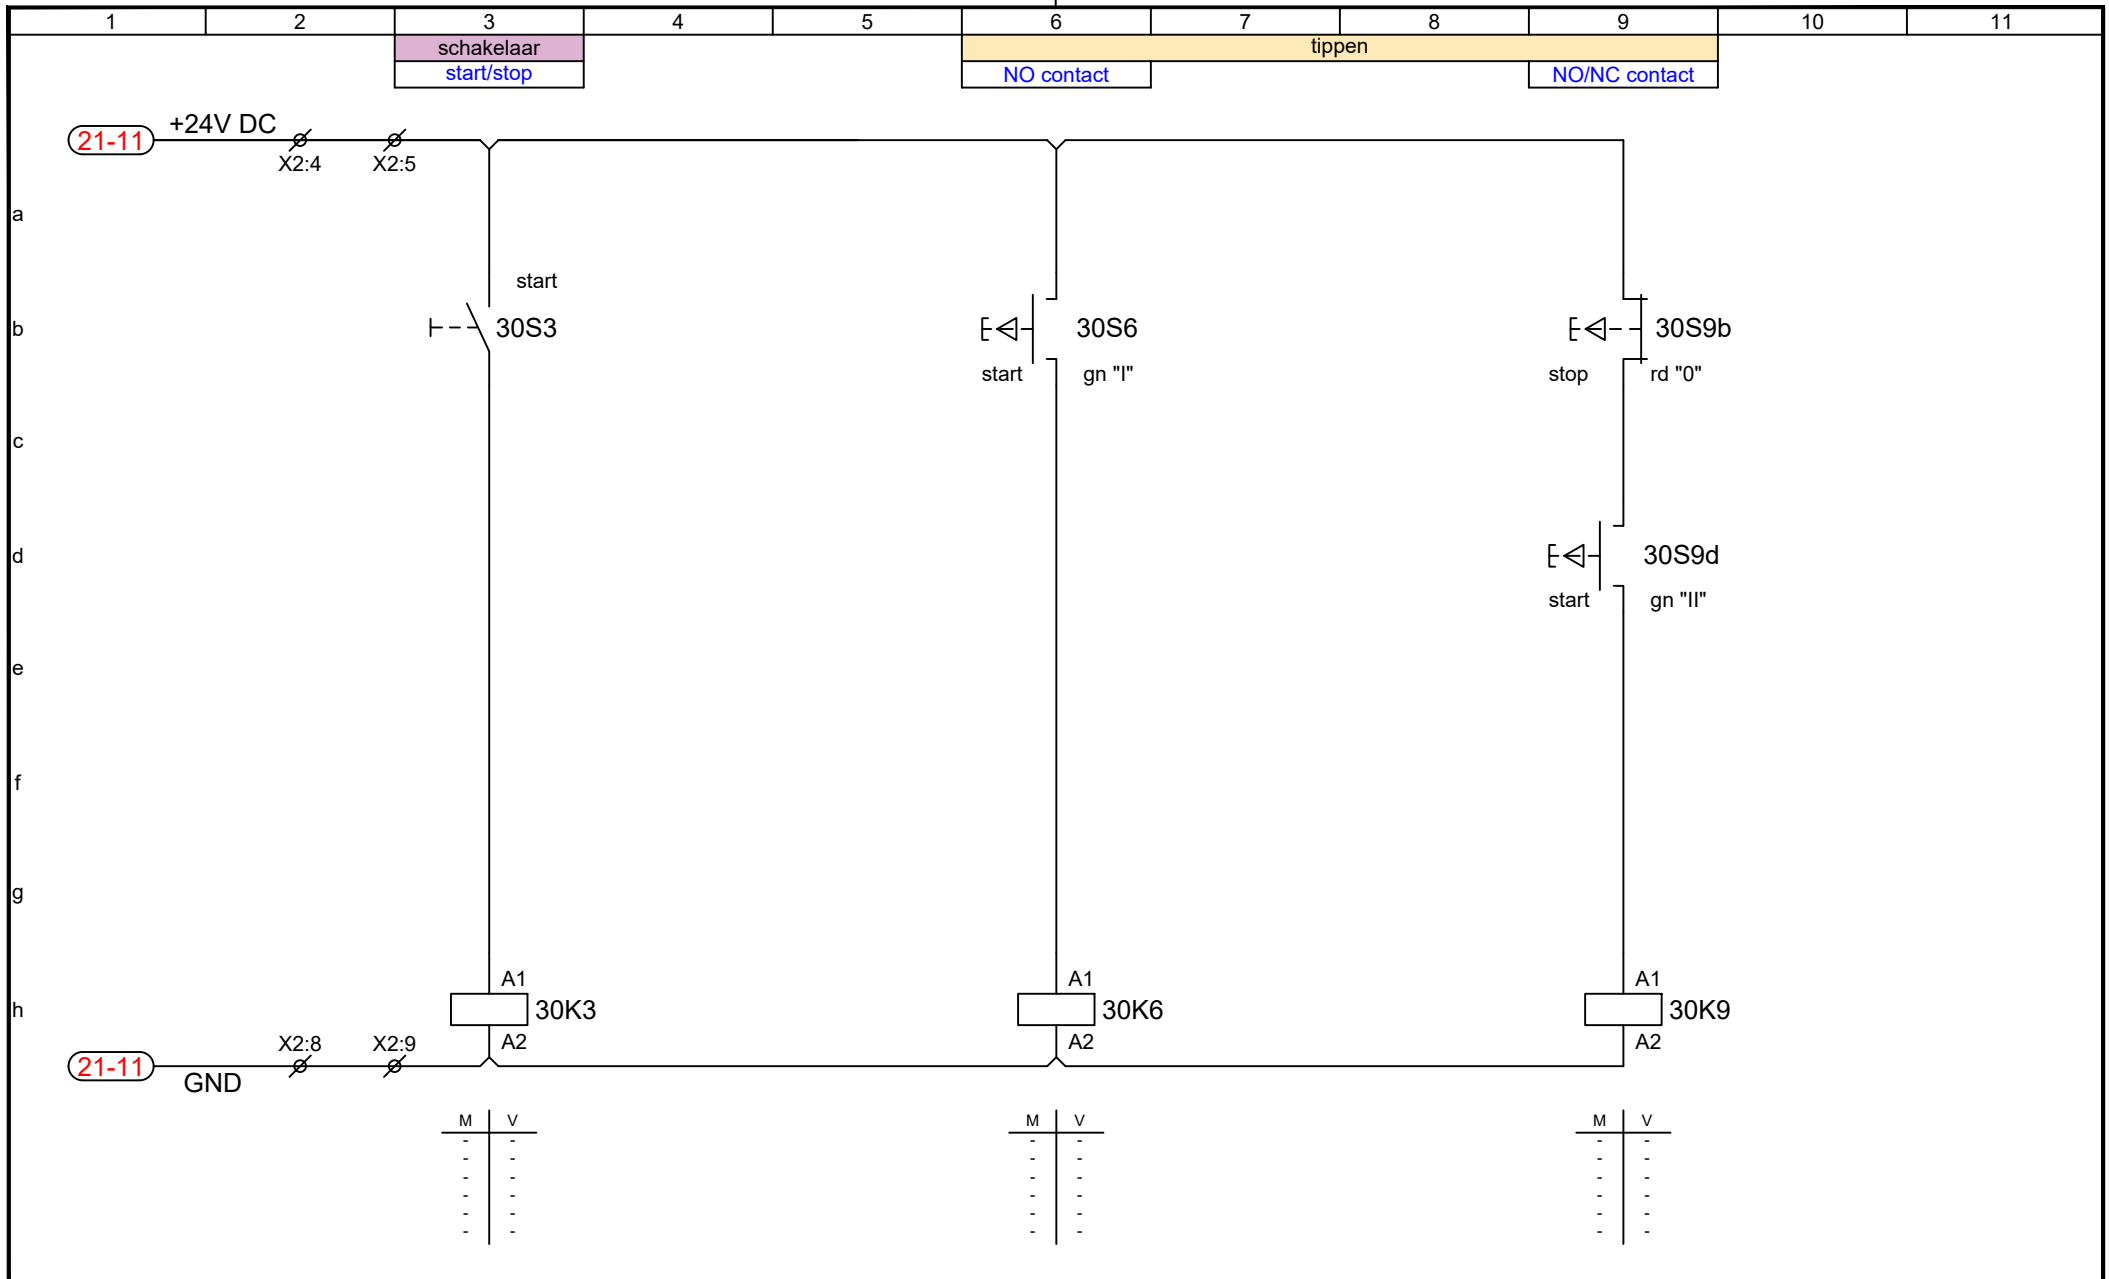 1 2 3 4 5 6 7 8 9 10 11
schakelaar tippen
start/stop NO contact NO/NC contact
21-11 +24V DC
X2:4 X2:5
a
start
b 30S3 30S6 30S9b
start gn "I" stop rd "0"
c
d 30S9d
start gn "II"
e
f
g
A1 A1 A1
h 30K3 30K6 30K9
X2:8 X2:9 A2 A2 A2
21-11 GND
M V M V M V
- - - - - -
- - - - - -
- - - - - -
- - - - - -
- - - - - -
- - - - - -